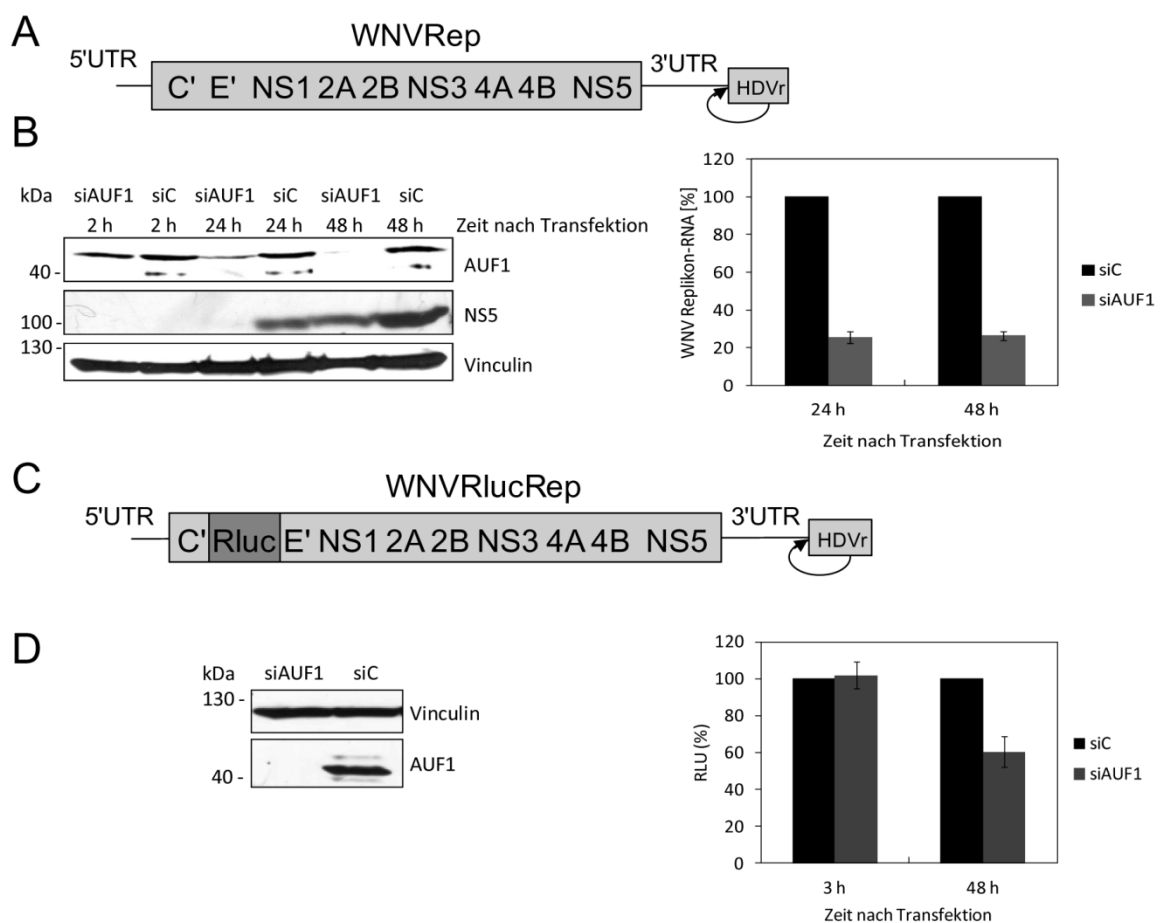 A
WNVRep
5'UTR
3'UTR
C' E' NS1 2A 2B NS3 4A 4B NS5
HDVr
B
kDa siAUF1 siC siAUF1 siC siAUF1 siC
2 h 2 h 24 h 24 h 48 h 48 h Zeit nach Transfektion
40 - AUF1
100 - NS5
130 -
Vinculin
WNV Replikon-RNA [%]
120
100
80
60
40
20
0
24 h 48 h
Zeit nach Transfektion
siC
siAUF1
C
WNVRlucRep
5'UTR
3'UTR
C' Rluc E' NS1 2A 2B NS3 4A 4B NS5
HDVr
D
kDa siAUF1 siC
130 -
Vinculin
AUF1
40 -
RLU (%)
120
100
80
60
40
20
0
3 h 48 h
Zeit nach Transfektion
siC
siAUF1